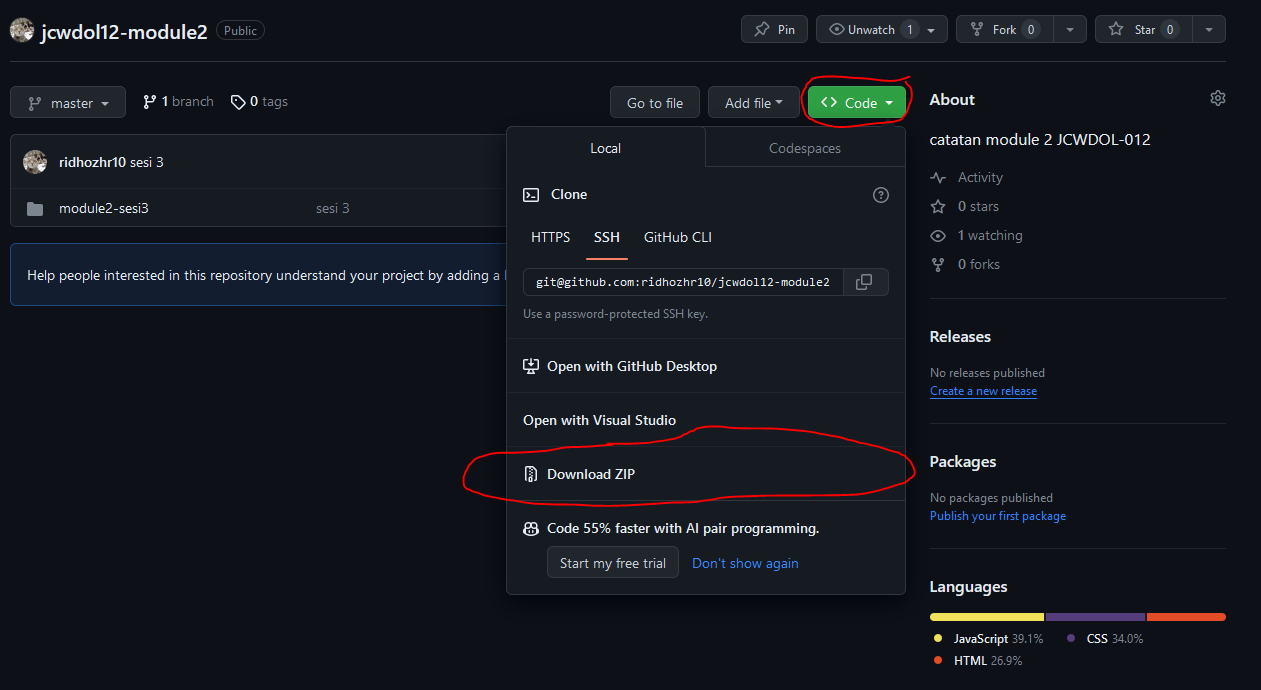 jcwdol12-module2 Public
Pin
Unwatch 1
Fork 0
Star 0
master
1 branch
0 tags
Go to file
Add file
<> Code
ridhozhr10 sesi 3
module2-sesi3 sesi 3
Help people interested in this repository understand your project by adding a
Local
Codespaces
Clone
HTTPS
SSH
GitHub CLI
git@github.com:ridhozhr10/jcwdol12-module2
Use a password-protected SSH key.
Open with GitHub Desktop
Open with Visual Studio
Download ZIP
Code 55% faster with AI pair programming.
Start my free trial
Don't show again
About
catatan module 2 JCWDOL-012
Activity
0 stars
1 watching
0 forks
Releases
No releases published
Create a new release
Packages
No packages published
Publish your first package
Languages
JavaScript 39.1%
CSS 34.0%
HTML 26.9%